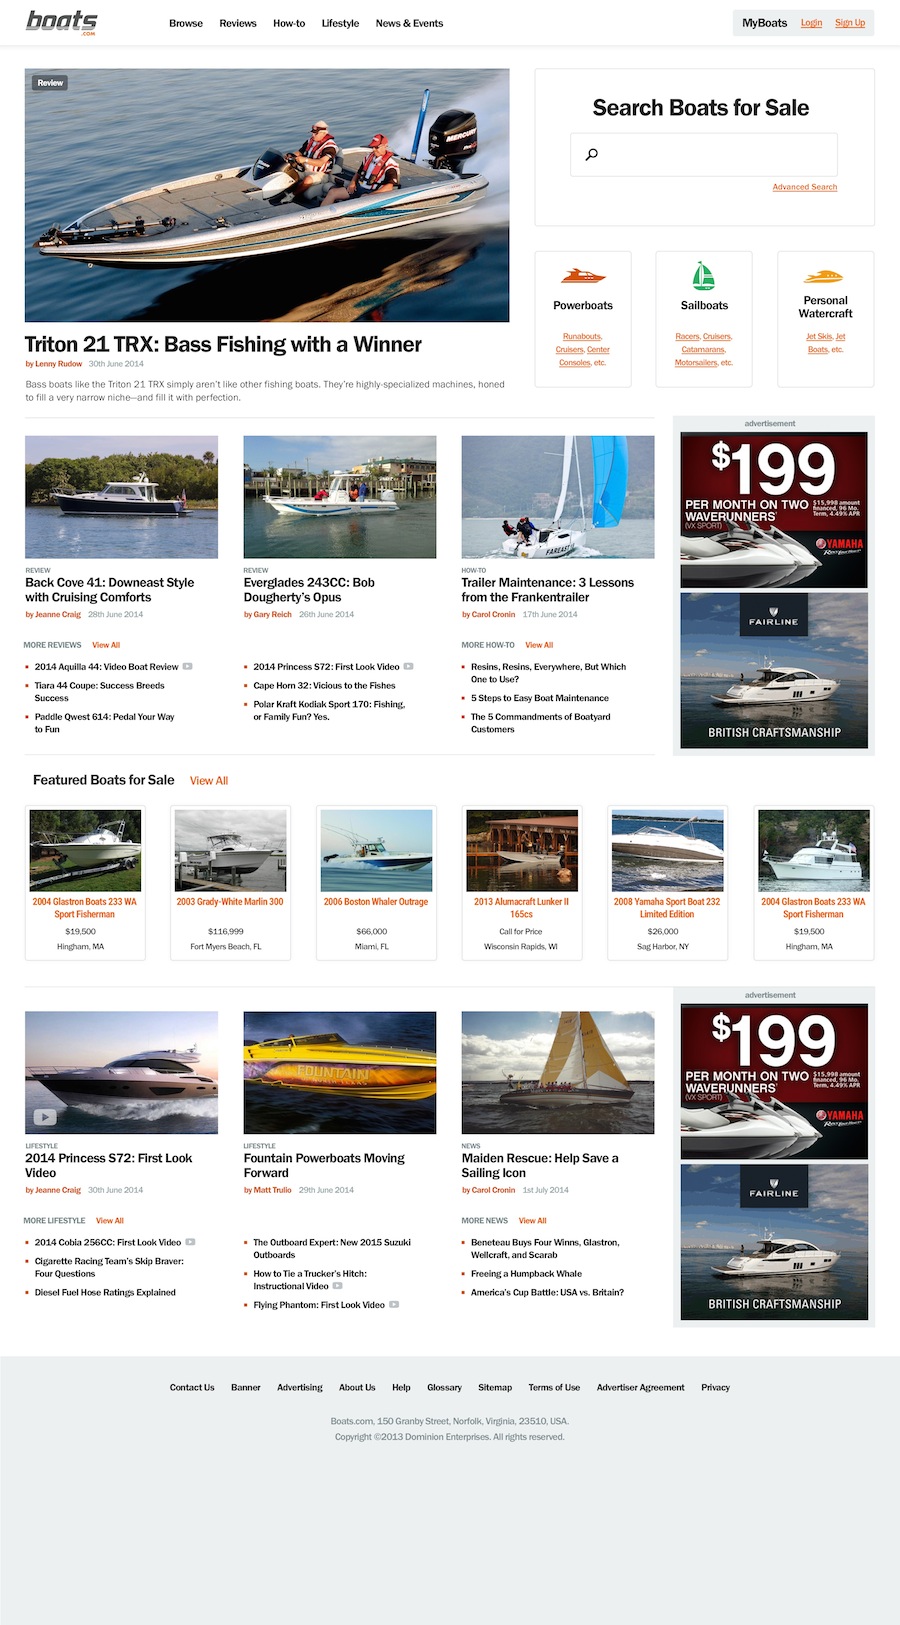 boats
.COM
Browse Reviews How-to Lifestyle News & Events
MyBoats Login Sign Up
Review
MERCURY
Search Boats for Sale
Advanced Search
Powerboats
Runabouts,
Cruisers, Center
Consoles, etc.
Sailboats
Racers, Cruisers,
Catamarans,
Motorsailers, etc.
Personal
Watercraft
Jet Skis, Jet
Boats, etc.
Triton 21 TRX: Bass Fishing with a Winner
by Lenny Rudow 30th June 2014
Bass boats like the Triton 21 TRX simply aren't like other fishing boats. They're highly-specialized machines, honed
to fill a very narrow niche—and fill it with perfection.
REVIEW
Back Cove 41: Downeast Style
with Cruising Comforts
by Jeanne Craig 28th June 2014
REVIEW
Everglades 243CC: Bob
Dougherty's Opus
by Gary Reich 26th June 2014
FAREAST
HOW-TO
Trailer Maintenance: 3 Lessons
from the Frankentrailer
by Carol Cronin 17th June 2014
MORE REVIEWS View All
2014 Aquilla 44: Video Boat Review
Tiara 44 Coupe: Success Breeds
Success
Paddle Qwest 614: Pedal Your Way
to Fun
2014 Princess S72: First Look Video
Cape Horn 32: Vicious to the Fishes
Polar Kraft Kodiak Sport 170: Fishing,
or Family Fun? Yes.
MORE HOW-TO View All
Resins, Resins, Everywhere, But Which
One to Use?
5 Steps to Easy Boat Maintenance
The 5 Commandments of Boatyard
Customers
advertisement
$199
PER MONTH ON TWO
WAVERUNNERS
(VX SPORT)
$15,998 amount
financed, 96 Mo.
Term, 4.49% APR
YAMAHA
FAIRLINE
BRITISH CRAFTSMANSHIP
Featured Boats for Sale View All
2004 Glastron Boats 233 WA
Sport Fisherman
$19,500
Hingham, MA
2003 Grady-White Marlin 300
$116,999
Fort Myers Beach, FL
2006 Boston Whaler Outrage
$66,000
Miami, FL
2013 Alumacraft Lunker II
165cs
Call for Price
Wisconsin Rapids, WI
2008 Yamaha Sport Boat 232
Limited Edition
$26,000
Sag Harbor, NY
2004 Glastron Boats 233 WA
Sport Fisherman
$19,500
Hingham, MA
LIFESTYLE
2014 Princess S72: First Look
Video
by Jeanne Craig 30th June 2014
FOUNTAIN
LIFESTYLE
Fountain Powerboats Moving
Forward
by Matt Trulio 29th June 2014
NEWS
Maiden Rescue: Help Save a
Sailing Icon
by Carol Cronin 1st July 2014
MORE LIFESTYLE View All
2014 Cobia 256CC: First Look Video
Cigarette Racing Team's Skip Braver:
Four Questions
Diesel Fuel Hose Ratings Explained
The Outboard Expert: New 2015 Suzuki
Outboards
How to Tie a Trucker's Hitch:
Instructional Video
Flying Phantom: First Look Video
MORE NEWS View All
Beneteau Buys Four Winns, Glastron,
Wellcraft, and Scarab
Freeing a Humpback Whale
America's Cup Battle: USA vs. Britain?
advertisement
$199
PER MONTH ON TWO
WAVERUNNERS
(VX SPORT)
$15,998 amount
financed, 96 Mo.
Term, 4.49% APR
YAMAHA
FAIRLINE
BRITISH CRAFTSMANSHIP
Contact Us Banner Advertising About Us Help Glossary Sitemap Terms of Use Advertiser Agreement Privacy
Boats.com, 150 Granby Street, Norfolk, Virginia, 23510, USA.
Copyright ©2013 Dominion Enterprises. All rights reserved.